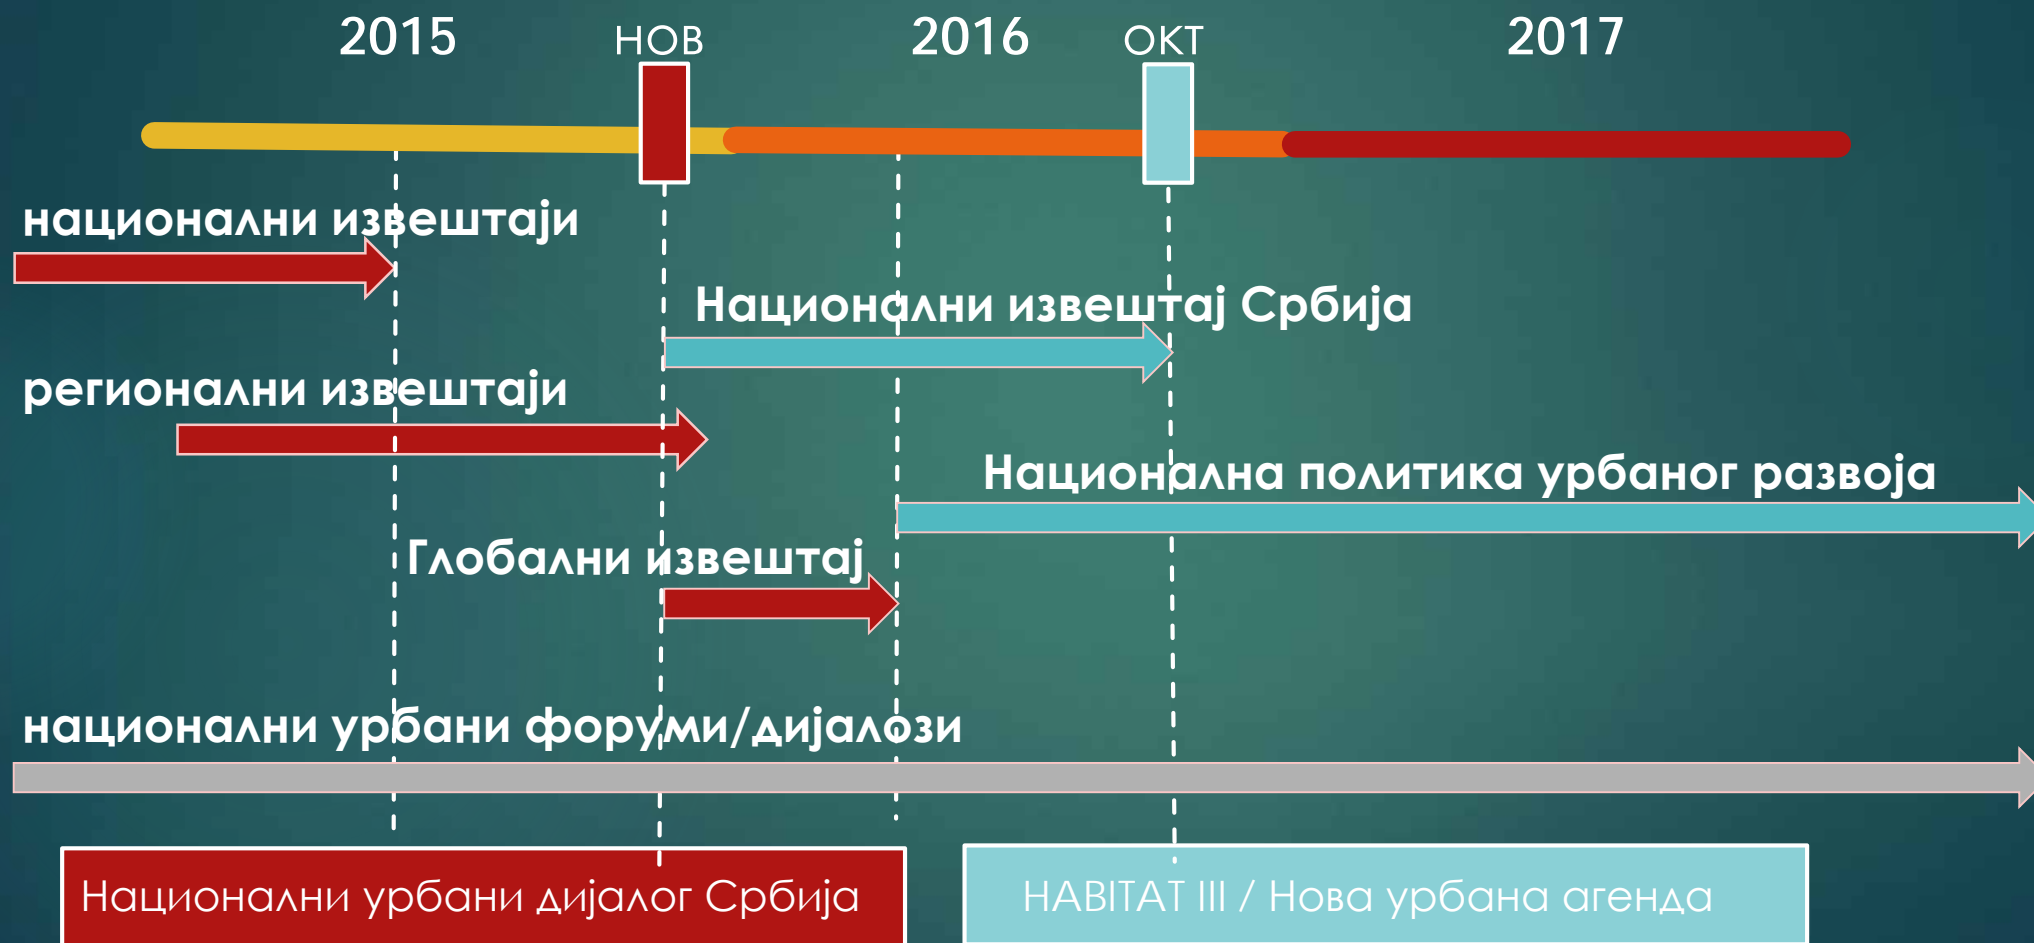 2015 НОВ 2016 ОКТ 2017
национални извештаји
Национални извештај Србија
регионални извештаји
Национална политика урбаног развоја
Глобални извештај
национални урбани форуми/дијалози
Национални урбани дијалог Србија
HABITAT III / Нова урбана агенда